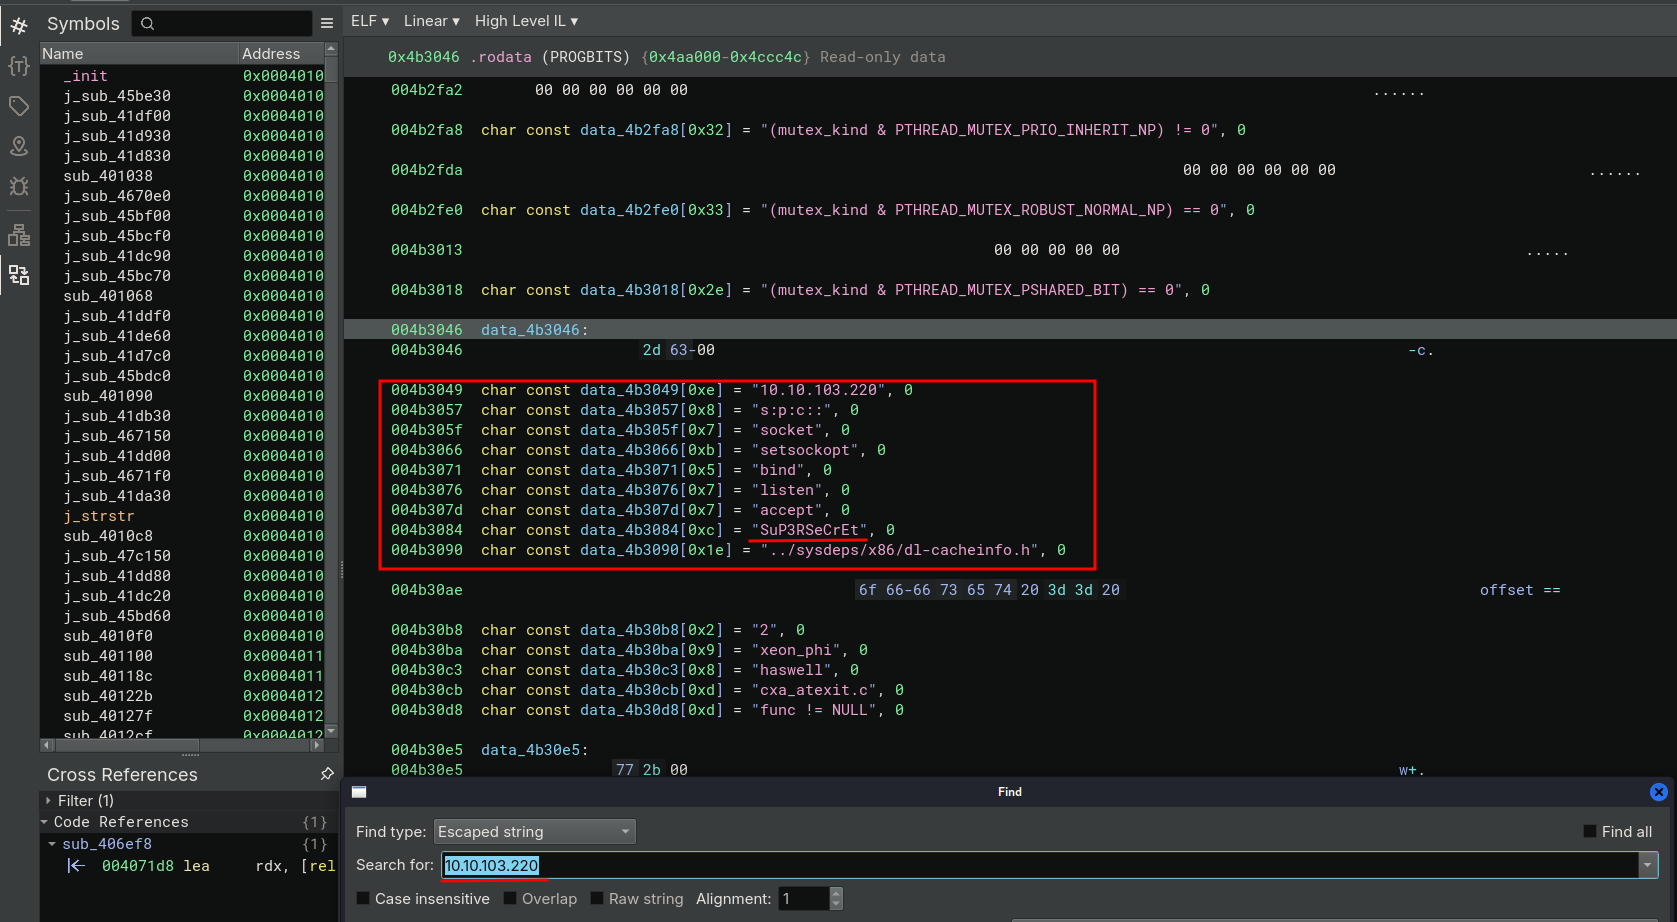 Symbols
ELF ▾ Linear ▾ High Level IL ▾
Name Address
_init 0x0004010
j_sub_45be30 0x0004010
j_sub_41df00 0x0004010
j_sub_41d930 0x0004010
j_sub_41d830 0x0004010
sub_401038 0x0004010
j_sub_4670e0 0x0004010
j_sub_45bf00 0x0004010
j_sub_45bcf0 0x0004010
j_sub_41dc90 0x0004010
j_sub_45bc70 0x0004010
sub_401068 0x0004010
j_sub_41ddf0 0x0004010
j_sub_41de60 0x0004010
j_sub_41d7c0 0x0004010
j_sub_45bdc0 0x0004010
sub_401090 0x0004010
j_sub_41db30 0x0004010
j_sub_467150 0x0004010
j_sub_41dd00 0x0004010
j_sub_4671f0 0x0004010
j_sub_41da30 0x0004010
j_strstr 0x0004010
sub_4010c8 0x0004010
j_sub_47c150 0x0004010
j_sub_41dd80 0x0004010
j_sub_41dc20 0x0004010
j_sub_45bd60 0x0004010
sub_4010f0 0x0004010
sub_401100 0x0004011
sub_40118c 0x0004011
sub_40122b 0x0004012
sub_40127f 0x0004012
sub_4012cf 0x0004012
Cross References
Filter (1)
Code References {1}
sub_406ef8 {1}
004071d8 lea rdx, [rel
0x4b3046 .rodata (PROGBITS) {0x4aa000-0x4ccc4c} Read-only data
004b2fa2 00 00 00 00 00 00 ......
004b2fa8 char const data_4b2fa8[0x32] = "(mutex_kind & PTHREAD_MUTEX_PRIO_INHERIT_NP) != 0", 0
004b2fda 00 00 00 00 00 00 ......
004b2fe0 char const data_4b2fe0[0x33] = "(mutex_kind & PTHREAD_MUTEX_ROBUST_NORMAL_NP) == 0", 0
004b3013 00 00 00 00 00 .....
004b3018 char const data_4b3018[0x2e] = "(mutex_kind & PTHREAD_MUTEX_PSHARED_BIT) == 0", 0
004b3046 data_4b3046:
004b3046 2d 63-00 -c.
004b3049 char const data_4b3049[0xe] = "10.10.103.220", 0
004b3057 char const data_4b3057[0x8] = "s:p:c::", 0
004b305f char const data_4b305f[0x7] = "socket", 0
004b3066 char const data_4b3066[0xb] = "setsockopt", 0
004b3071 char const data_4b3071[0x5] = "bind", 0
004b3076 char const data_4b3076[0x7] = "listen", 0
004b307d char const data_4b307d[0x7] = "accept", 0
004b3084 char const data_4b3084[0xc] = "SuP3RSeCrEt", 0
004b3090 char const data_4b3090[0x1e] = "../sysdeps/x86/dl-cacheinfo.h", 0
004b30ae 6f 66-66 73 65 74 20 3d 3d 20 offset ==
004b30b8 char const data_4b30b8[0x2] = "2", 0
004b30ba char const data_4b30ba[0x9] = "xeon_phi", 0
004b30c3 char const data_4b30c3[0x8] = "haswell", 0
004b30cb char const data_4b30cb[0xd] = "cxa_atexit.c", 0
004b30d8 char const data_4b30d8[0xd] = "func != NULL", 0
004b30e5 data_4b30e5:
004b30e5 77 2b 00 w+.
Find
Find type: Escaped string Find all
Search for: 10.10.103.220
Case insensitive Overlap Raw string Alignment: 1